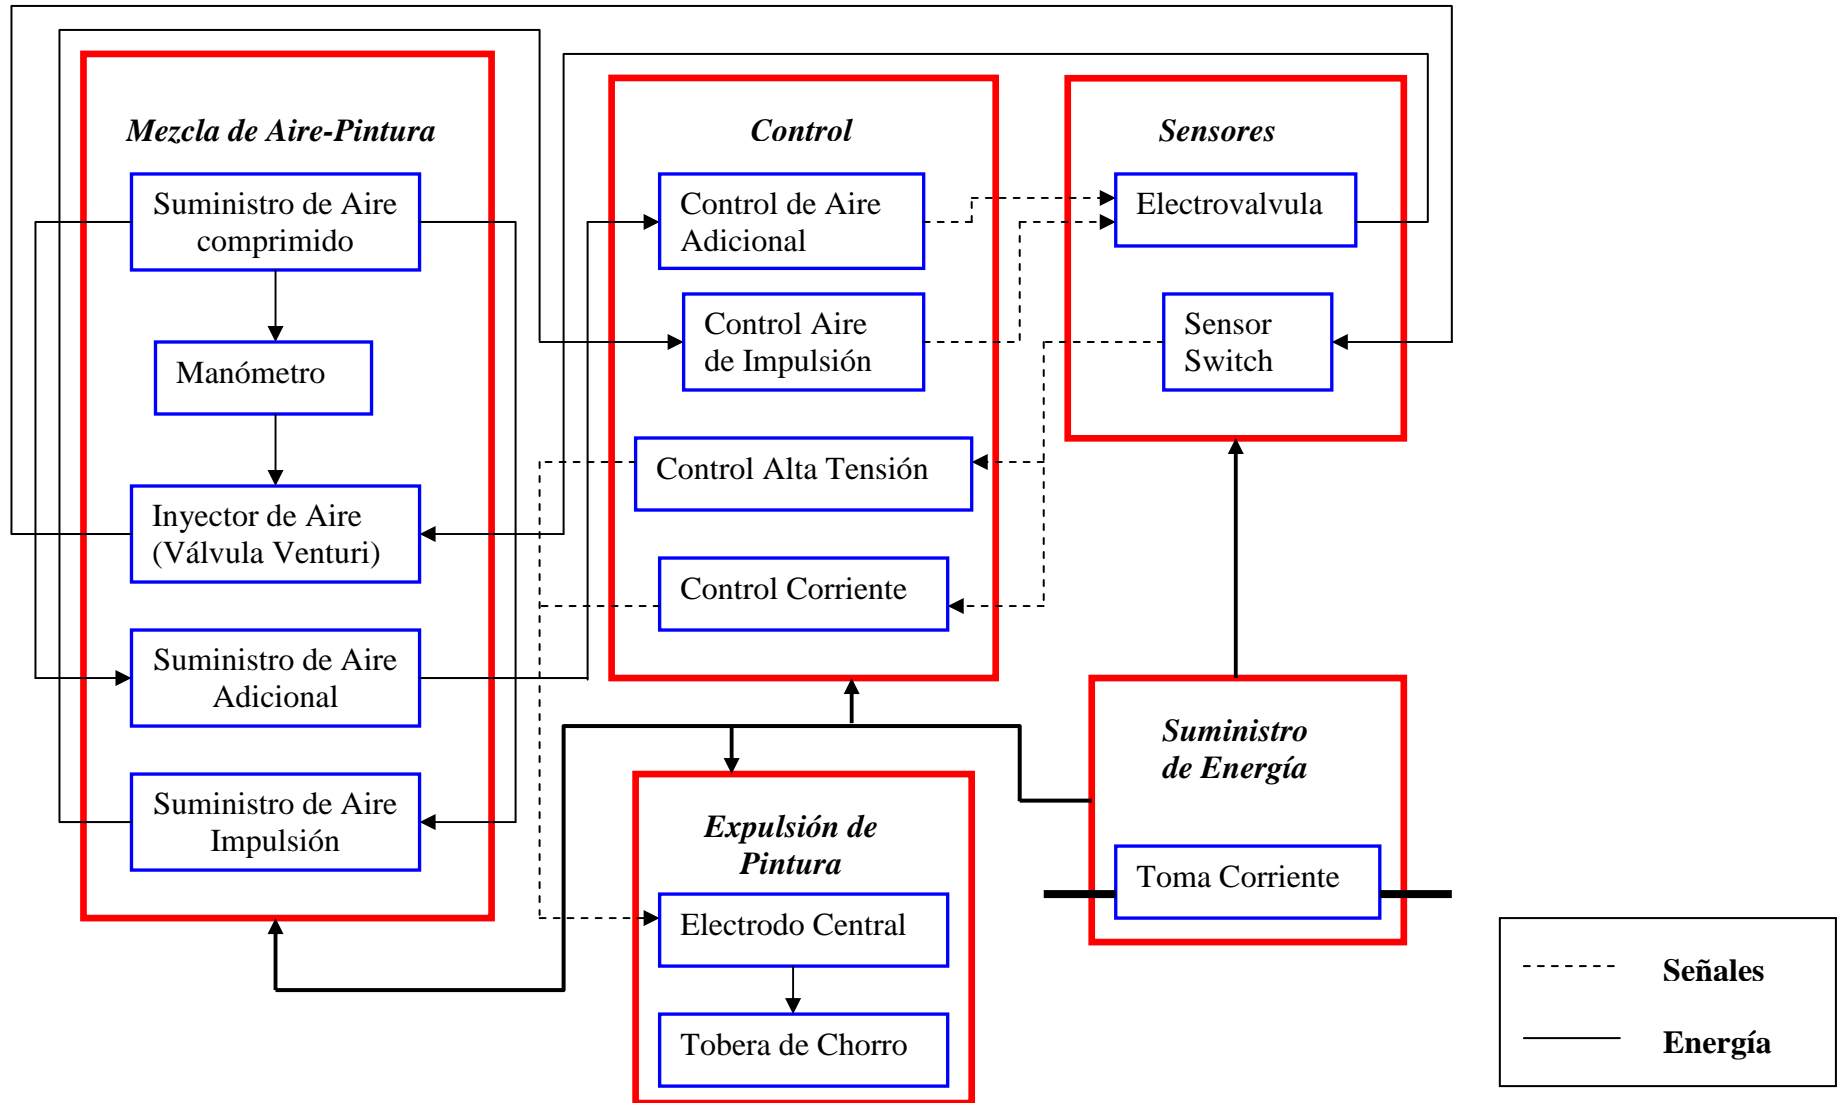 Mezcla de Aire-Pintura
Suministro de Aire
comprimido
Manómetro
Inyector de Aire
(Válvula Venturi)
Suministro de Aire
Adicional
Suministro de Aire
Impulsión
Control
Control de Aire
Adicional
Control Aire
de Impulsión
Control Alta Tensión
Control Corriente
Sensores
Electrovalvula
Sensor
Switch
Expulsión de
Pintura
Electrodo Central
Tobera de Chorro
Suministro
de Energía
Toma Corriente
Señales
Energía